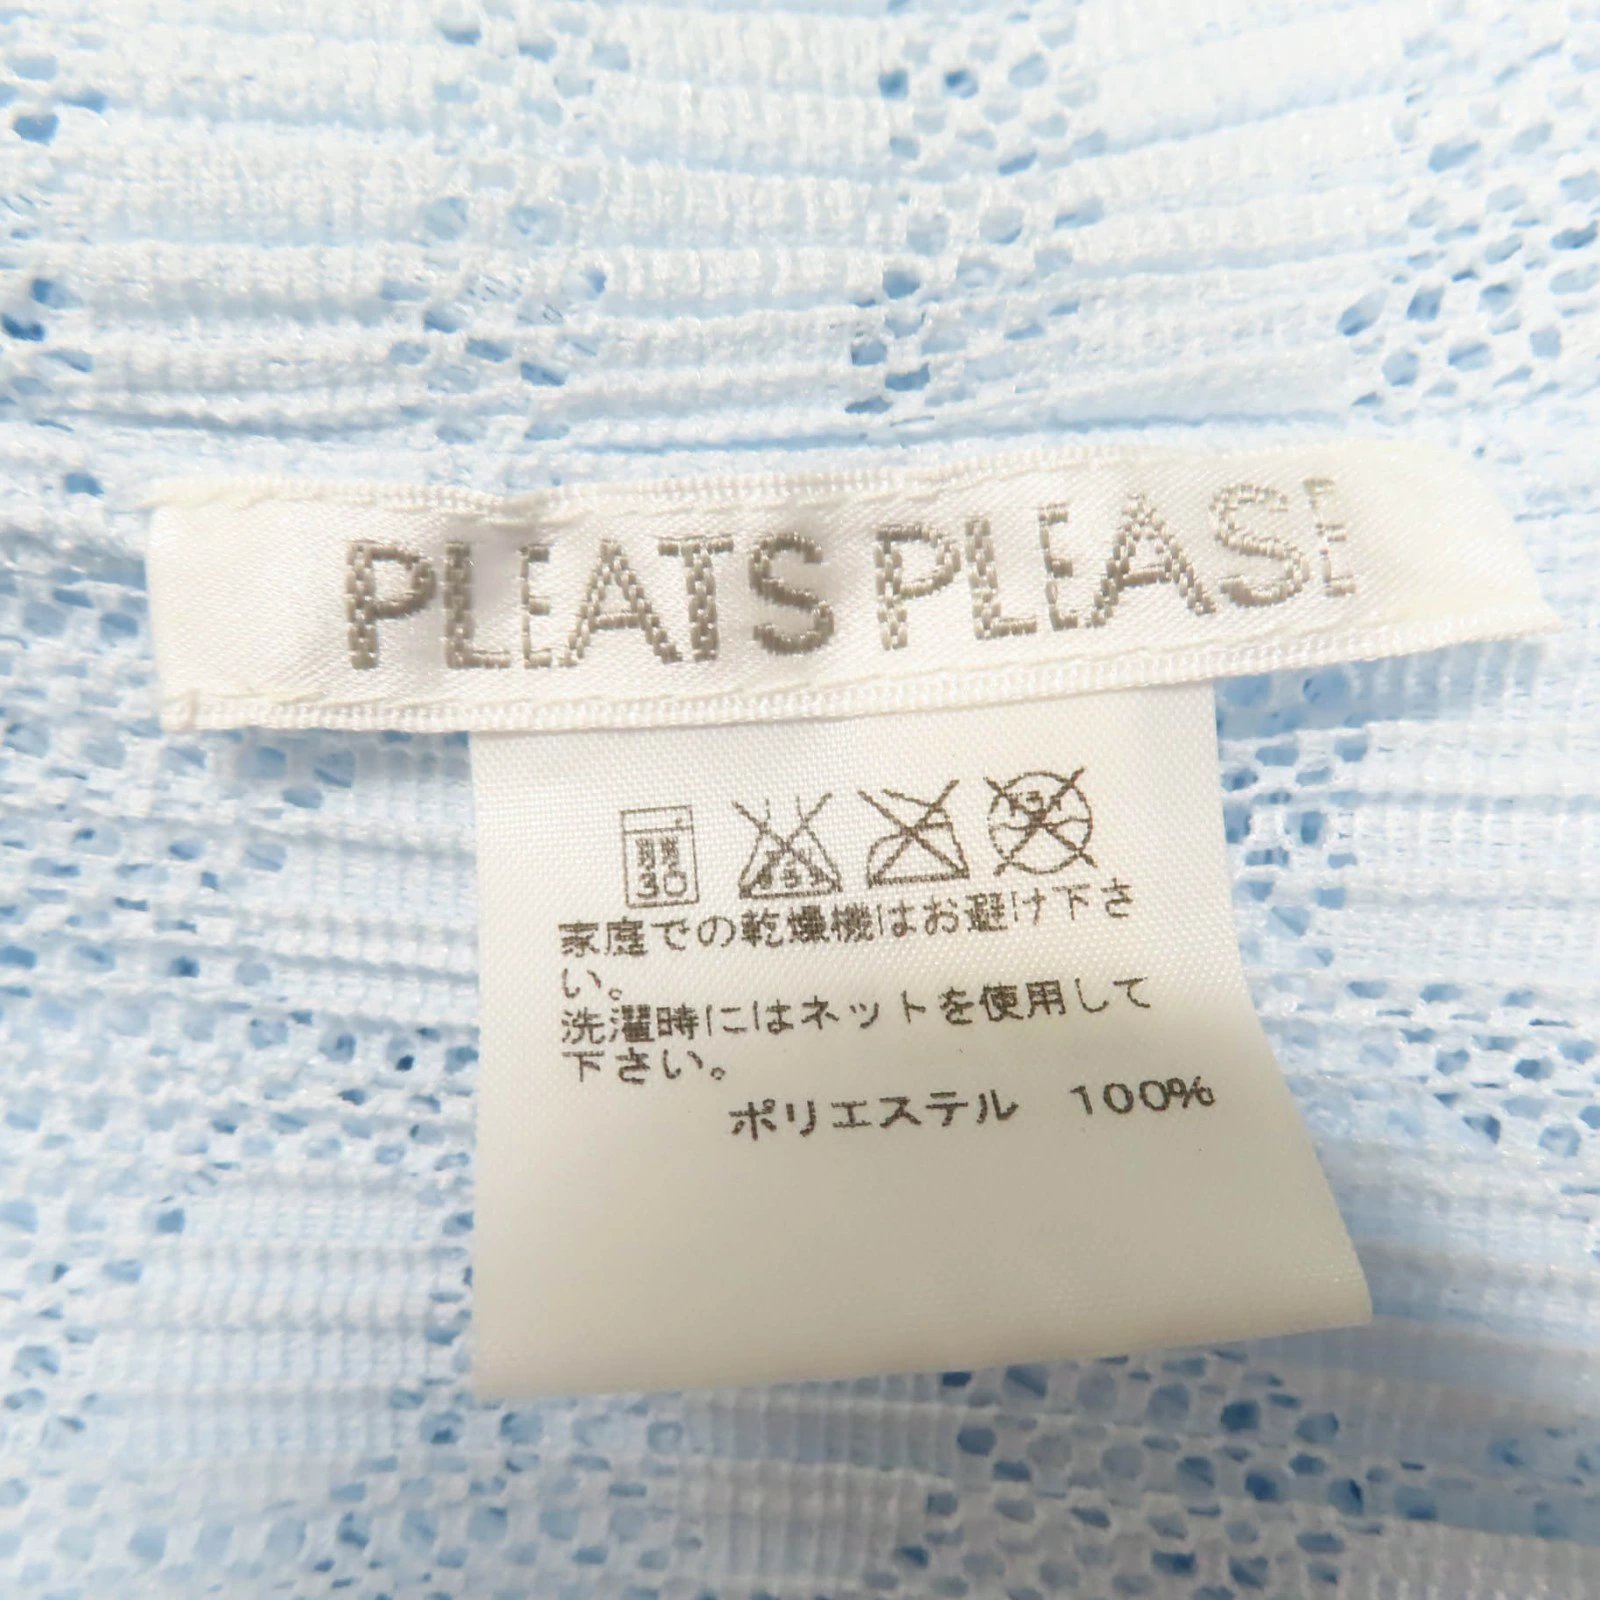 PLEATS PLEASE
30
家庭での乾燥機はお避け下さ
い。
洗濯時にはネットを使用して
下さい。
ポリエステル 100%